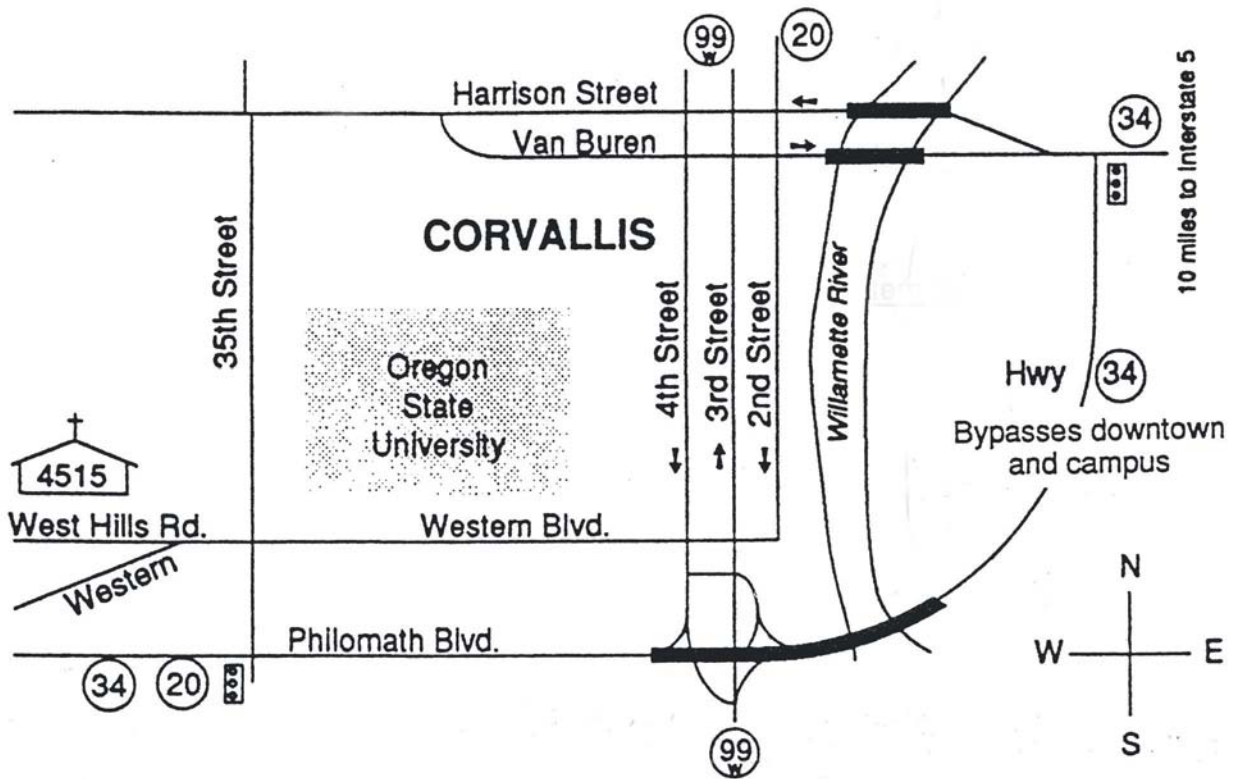 99
W
20
Harrison Street
34
Van Buren
10 miles to Interstate 5
CORVALLIS
35th Street
4th Street
3rd Street
2nd Street
Willamette River
Oregon
State
University
Hwy 34
Bypasses downtown
and campus
4515
West Hills Rd.
Western Blvd.
Western
N
Philomath Blvd.
W
E
34
20
S
99
W